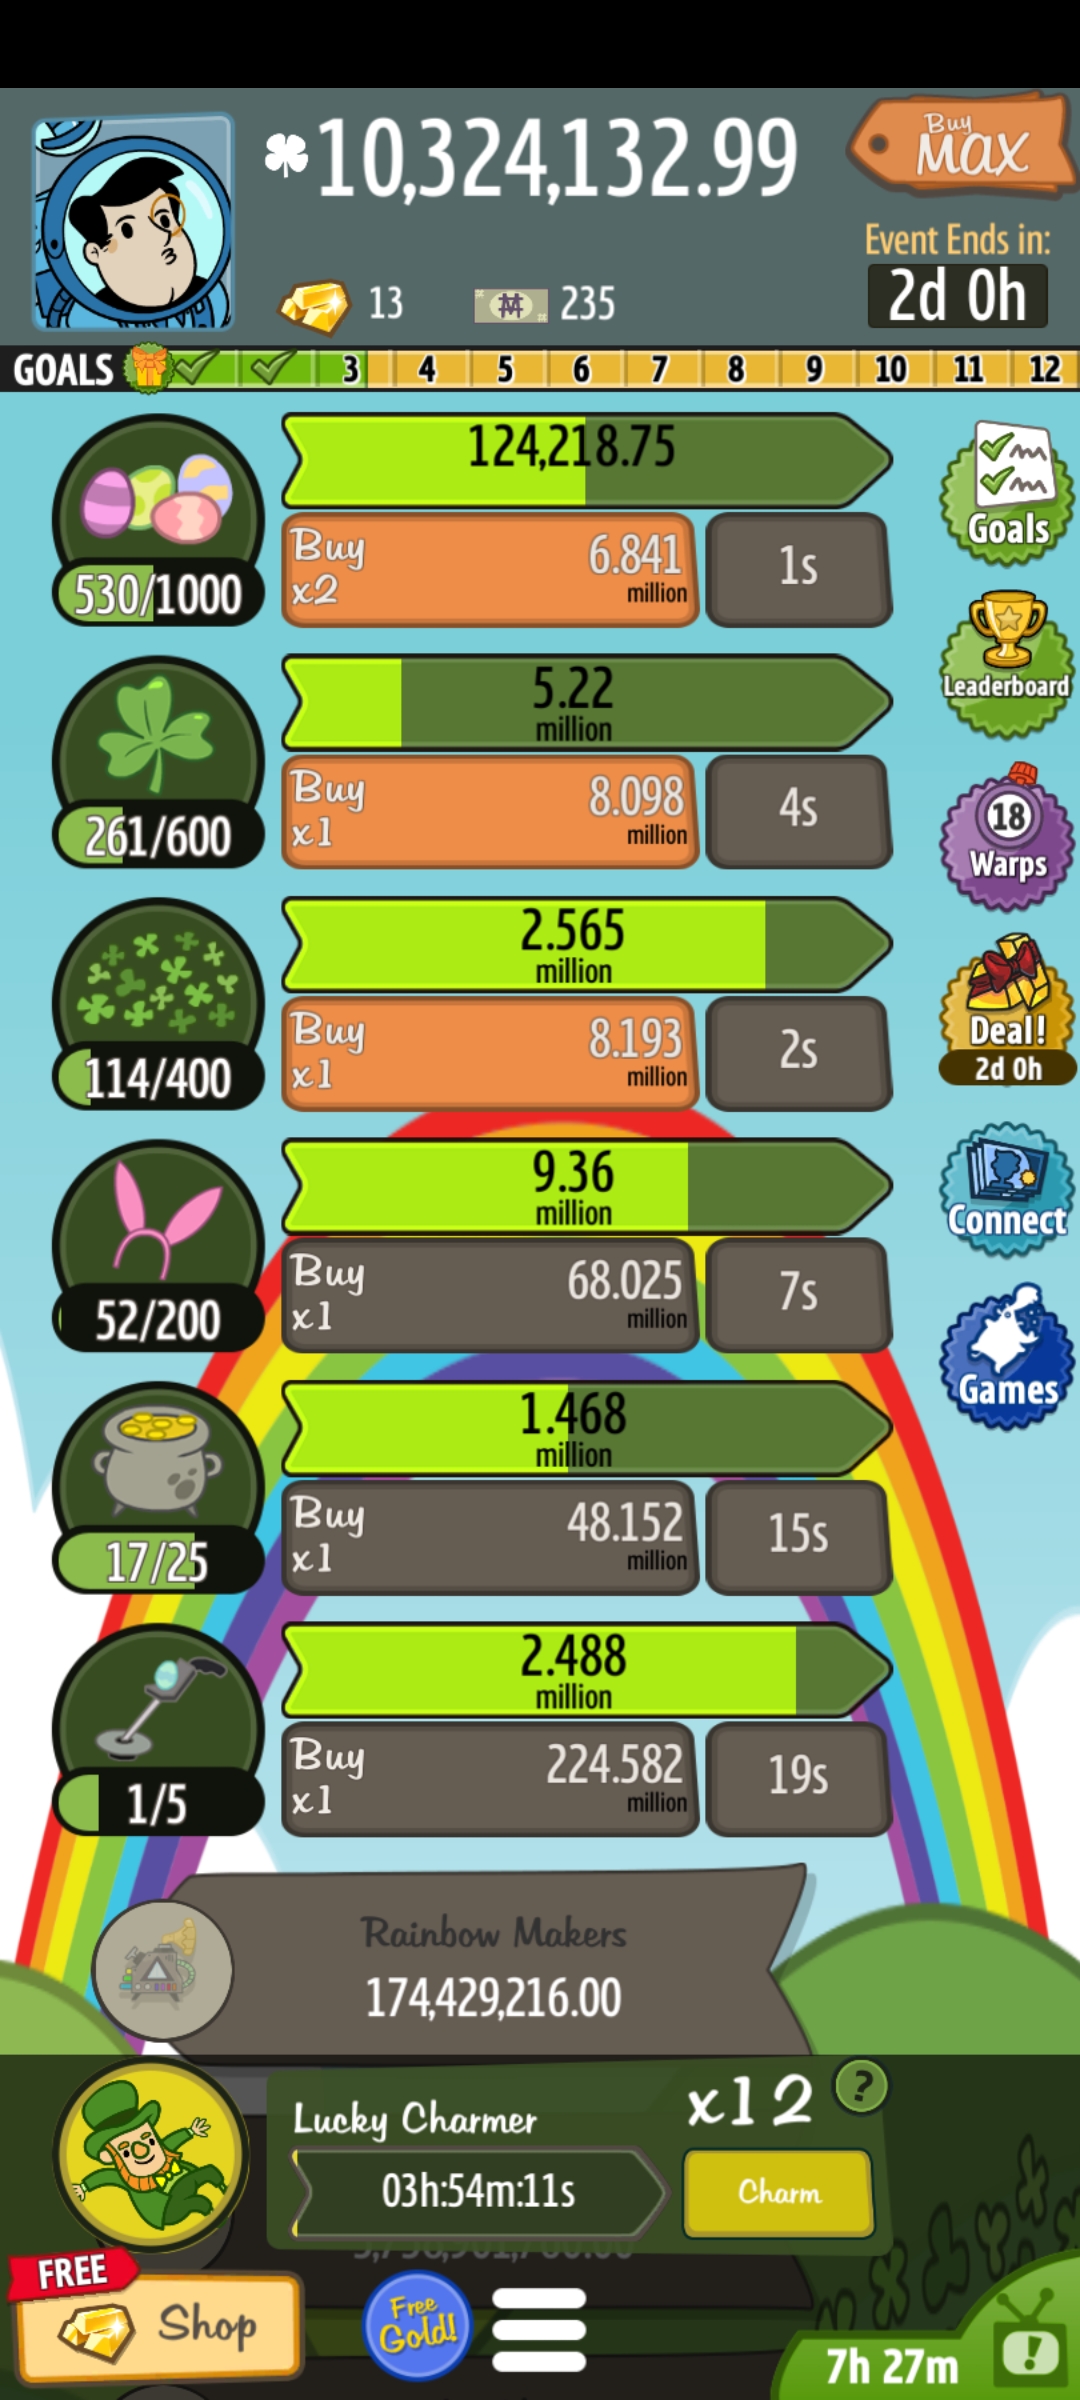 10,324,132.99
Buy
MAX
Event Ends in:
2d 0h
13
235
GOALS 3 4 5 6 7 8 9 10 11 12
124,218.75
Buy
x2
6.841
million
1s
530/1000
Goals
5.22
million
Buy
x1
8.098
million
4s
261/600
Leaderboard
2.565
million
Buy
x1
8.193
million
2s
114/400
18
Warps
9.36
million
Buy
x1
68.025
million
7s
52/200
Deal!
2d 0h
1.468
million
Buy
x1
48.152
million
15s
17/25
Connect
2.488
million
Buy
x1
224.582
million
19s
1/5
Games
Rainbow Makers
174,429,216.00
Lucky Charmer
x12
?
03h:54m:11s
Charm
FREE
Shop
Free
Gold!
7h 27m
!